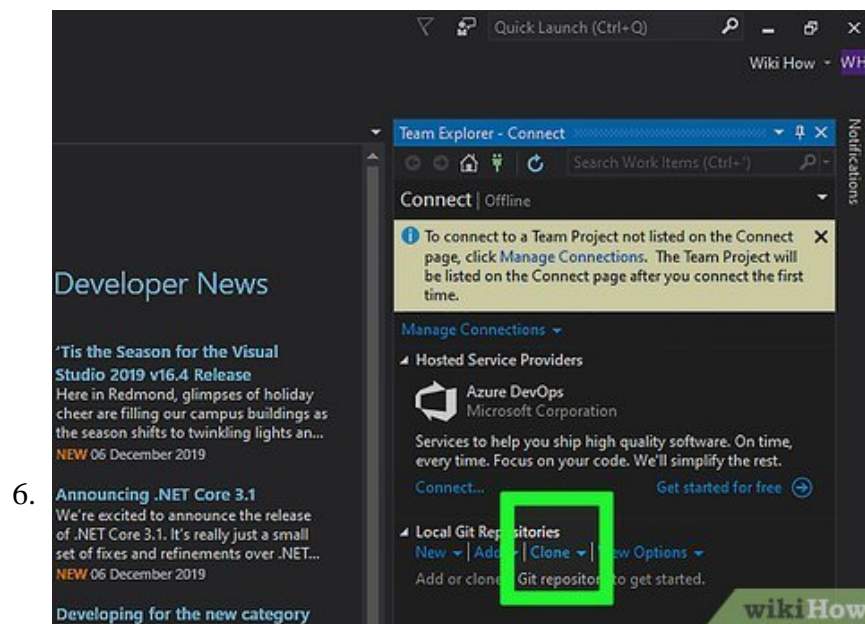 Quick Launch (Ctrl+Q)
Wiki How
WH
Notifications
Team Explorer - Connect
Search Work Items (Ctrl+')
Connect | Offline
To connect to a Team Project not listed on the Connect
page, click Manage Connections. The Team Project will
be listed on the Connect page after you connect the first
time.
Manage Connections
Hosted Service Providers
Azure DevOps
Microsoft Corporation
Services to help you ship high quality software. On time,
every time. Focus on your code. We'll simplify the rest.
Connect...
Get started for free
Local Git Repositories
New | Add | Clone | View Options
Add or clone Git repository to get started.
Developer News
'Tis the Season for the Visual
Studio 2019 v16.4 Release
Here in Redmond, glimpses of holiday
cheer are filling our campus buildings as
the season shifts to twinkling lights an...
NEW 06 December 2019
6.
Announcing .NET Core 3.1
We're excited to announce the release
of .NET Core 3.1. It's really just a small
set of fixes and refinements over .NET...
NEW 06 December 2019
Developing for the new category
wikiHow